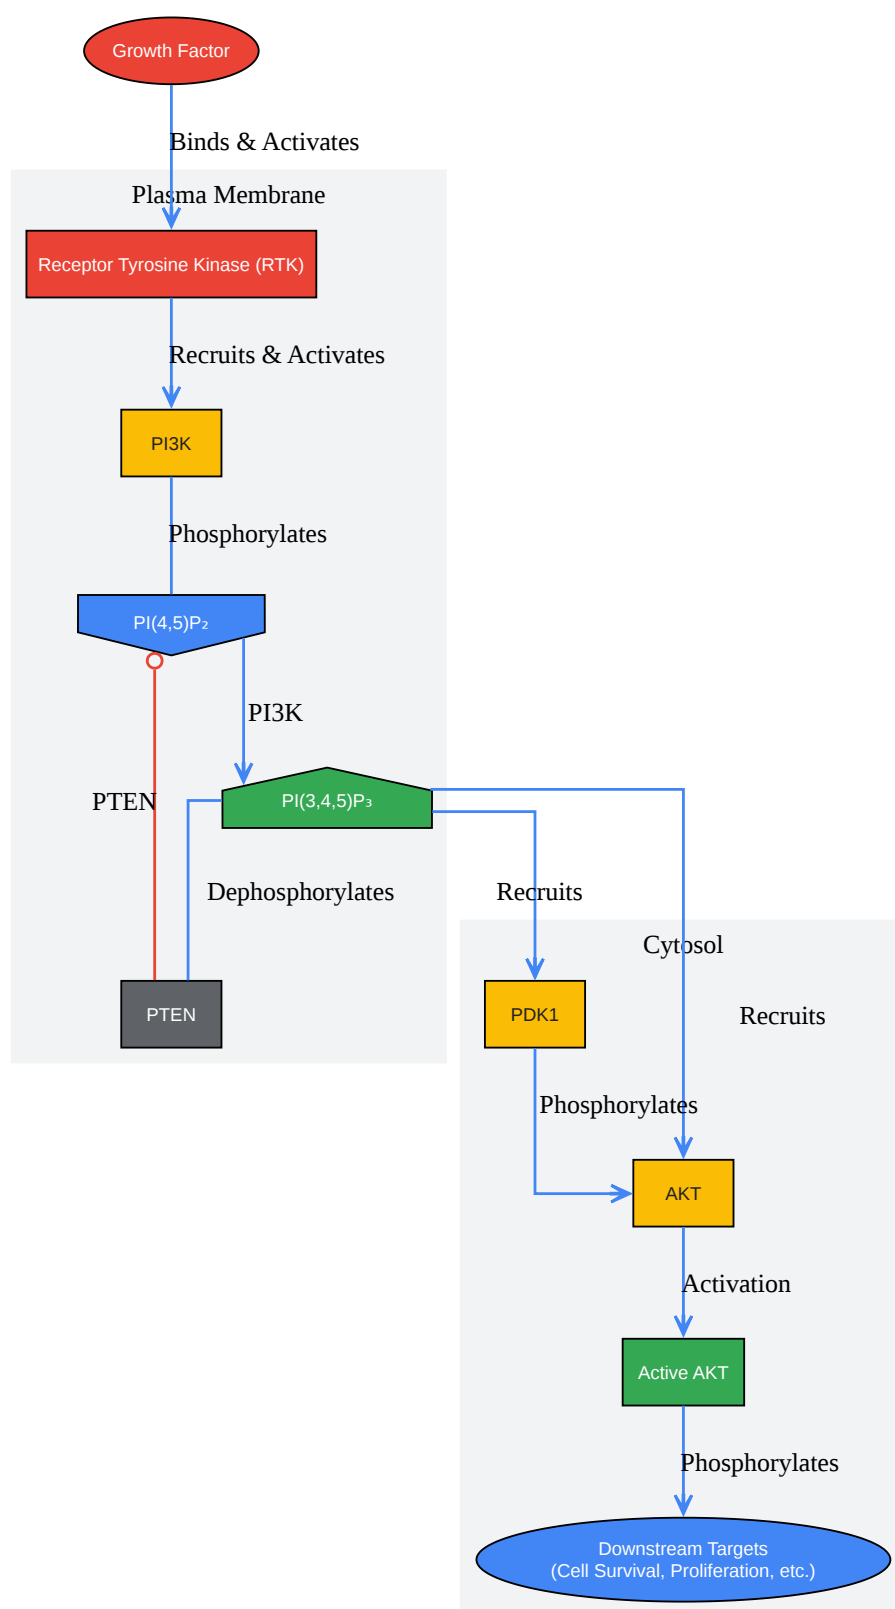 Growth Factor
Binds & Activates
Plasma Membrane
Receptor Tyrosine Kinase (RTK)
Recruits & Activates
PI3K
Phosphorylates
PI(4,5)P₂
PI3K
PTEN
PI(3,4,5)P₃
Dephosphorylates
Recruits
Cytosol
PTEN
PDK1
Recruits
Phosphorylates
AKT
Activation
Active AKT
Phosphorylates
Downstream Targets
(Cell Survival, Proliferation, etc.)